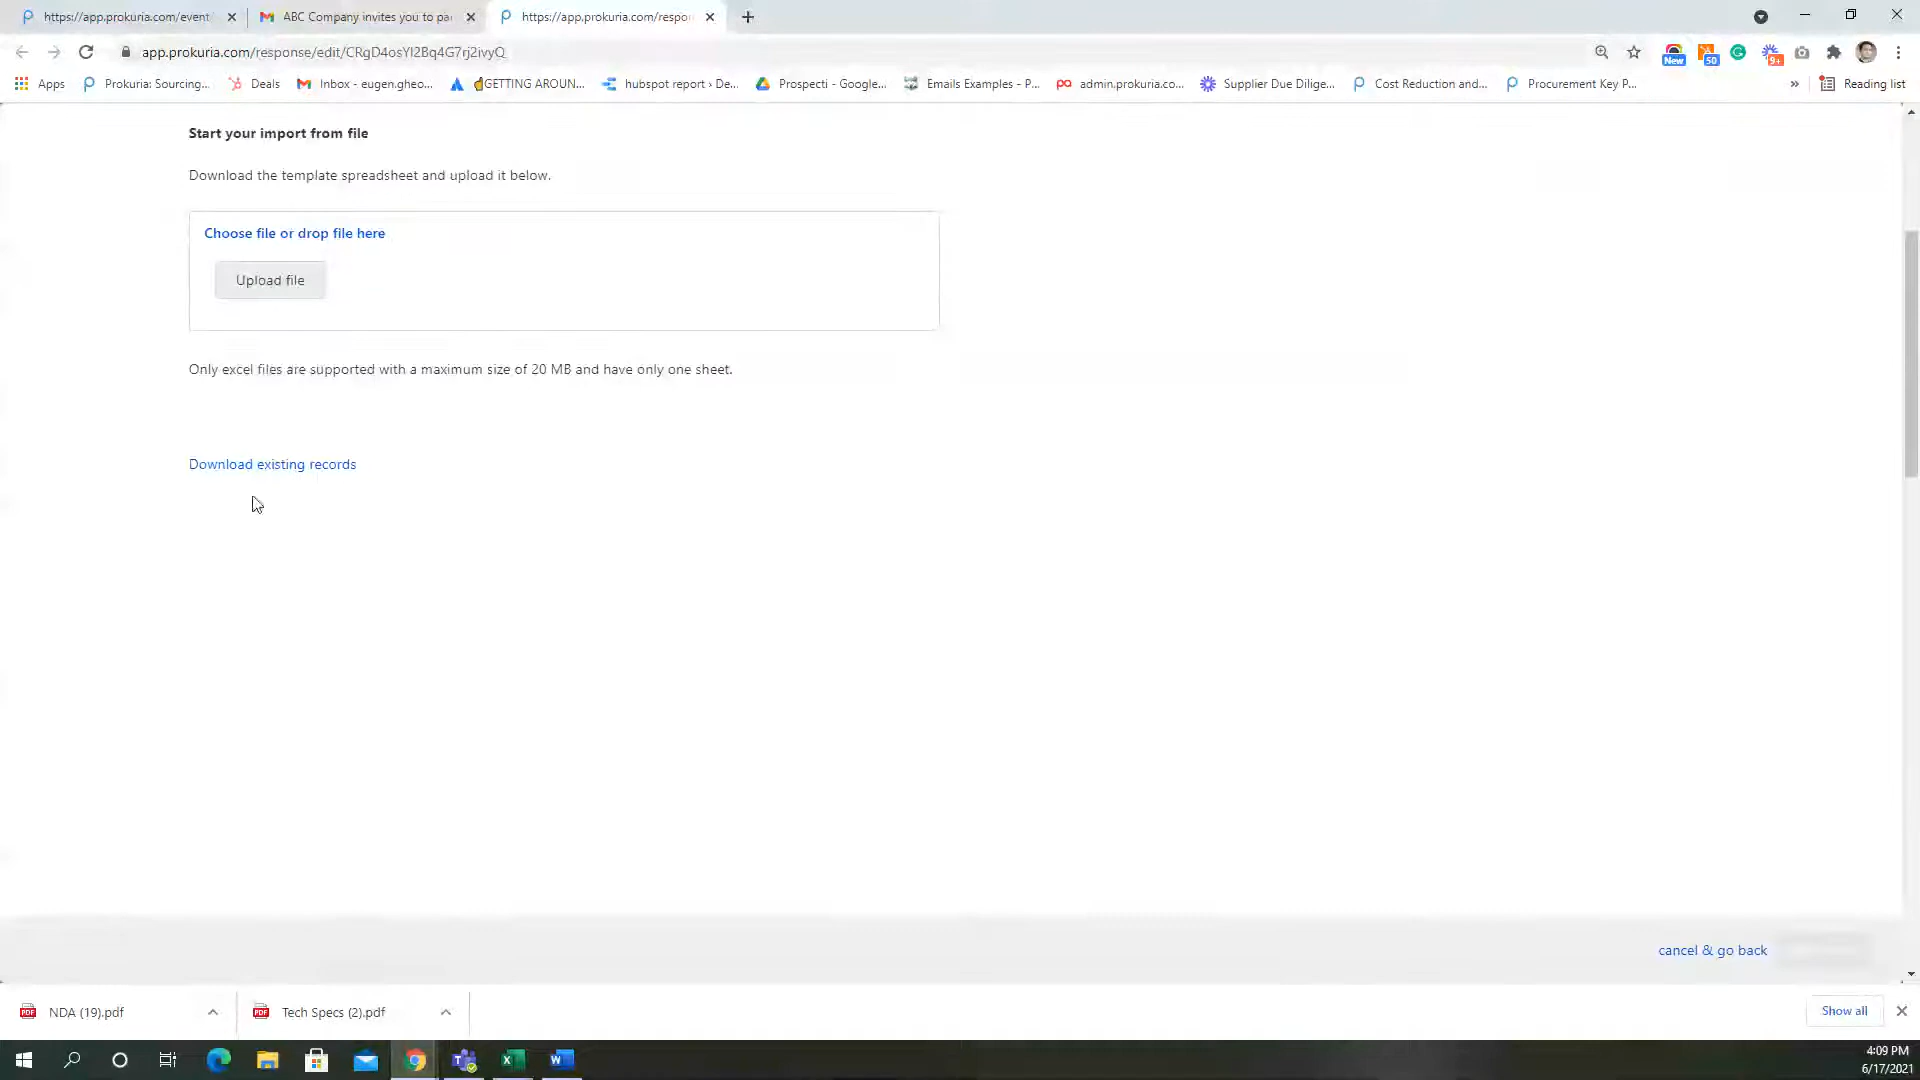 https://app.prokuria.com/event
ABC Company invites you to pa
https://app.prokuria.com/respo
app.prokuria.com/response/edit/CRgD4osYl2Bq4G7rj2ivyQ
New
50
9+
Apps
Prokuria: Sourcing...
Deals
Inbox - eugen.gheo...
GETTING AROUN...
hubspot report › De...
Prospecti - Google...
Emails Examples - P...
admin.prokuria.co...
Supplier Due Dilige...
Cost Reduction and...
Procurement Key P...
»
Reading list
Start your import from file
Download the template spreadsheet and upload it below.
Choose file or drop file here
Upload file
Only excel files are supported with a maximum size of 20 MB and have only one sheet.
Download existing records
cancel & go back
NDA (19).pdf
Tech Specs (2).pdf
Show all
4:09 PM
6/17/2021